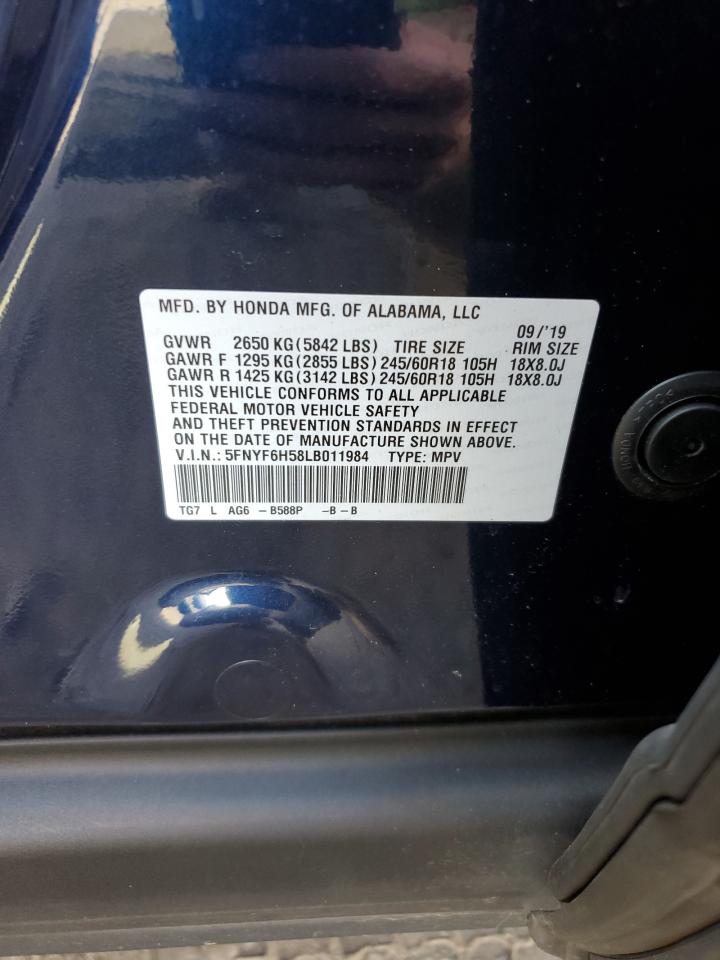 MFD. BY HONDA MFG. OF ALABAMA, LLC
09/'19
GVWR 2650 KG(5842 LBS) TIRE SIZE RIM SIZE
GAWR F 1295 KG(2855 LBS)245/60R18 105H 18X8.0J
GAWR R 1425 KG(3142 LBS)245/60R18 105H 18X8.0J
THIS VEHICLE CONFORMS TO ALL APPLICABLE
FEDERAL MOTOR VEHICLE SAFETY
AND THEFT PREVENTION STANDARDS IN EFFECT
ON THE DATE OF MANUFACTURE SHOWN ABOVE.
V.I.N.: 5FNYF6H58LB011984 TYPE: MPV
TG7 L AG6 -B588P -B-B